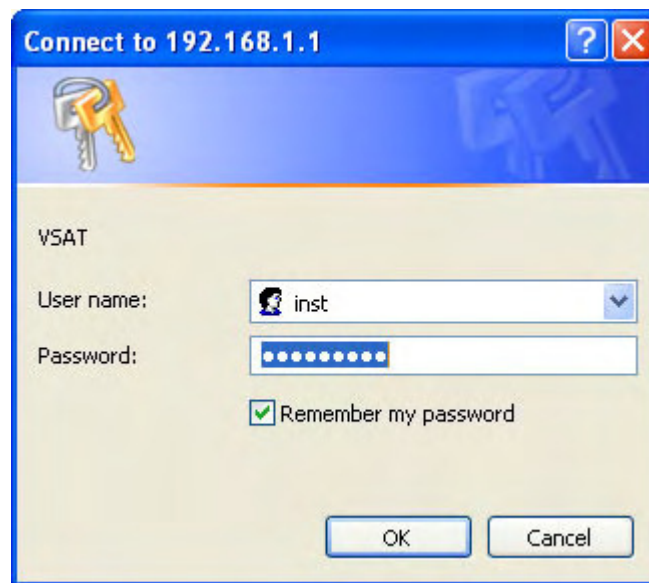 Connect to 192.168.1.1
VSAT
User name: inst
Password: •••••••••
Remember my password
OK Cancel